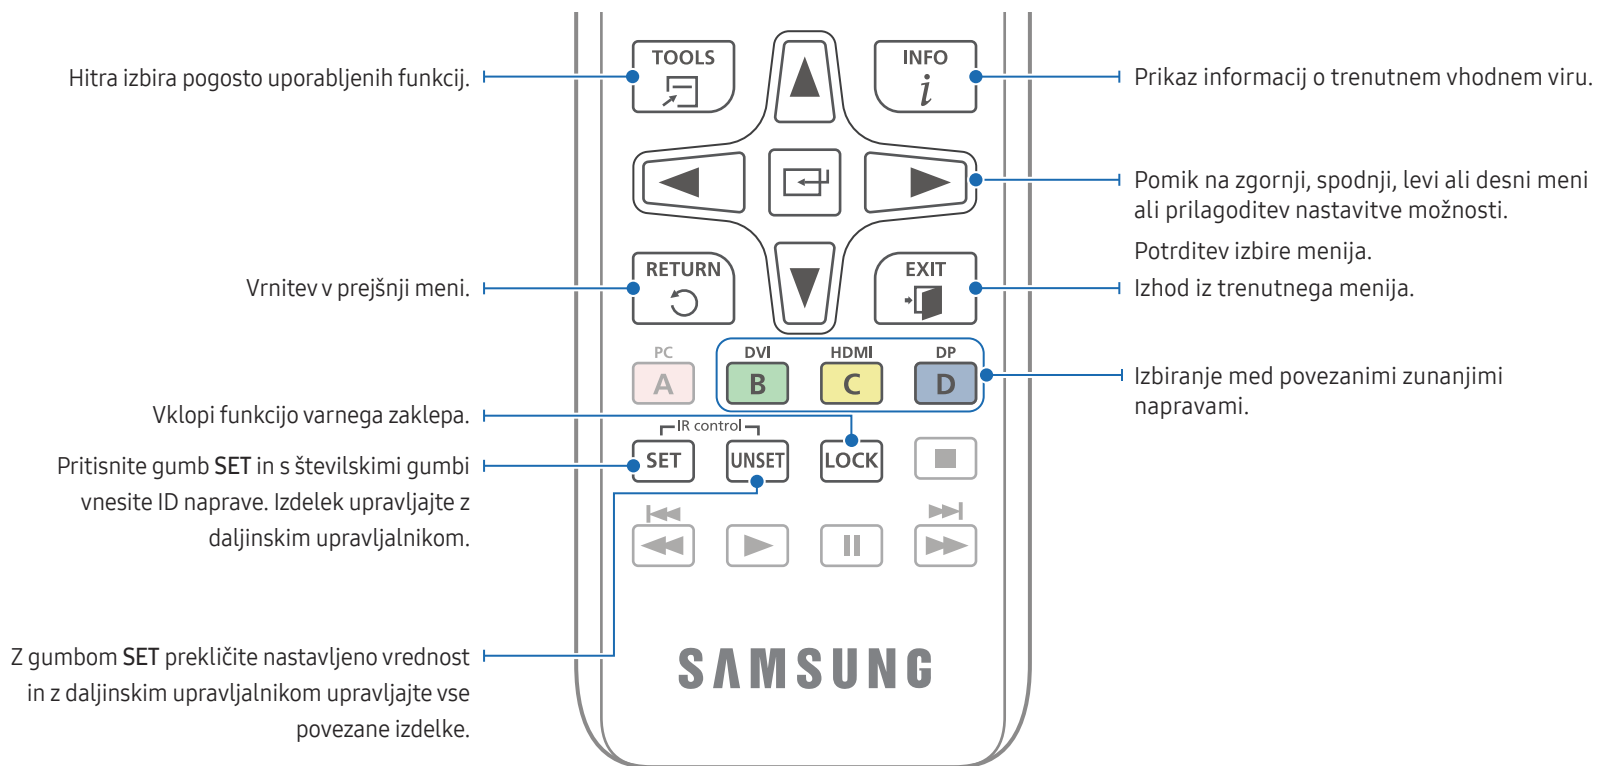 TOOLS
INFO
i
Hitra izbira pogosto uporabljenih funkcij.
Prikaz informacij o trenutnem vhodnem viru.
Pomik na zgornji, spodnji, levi ali desni meni
ali prilagoditev nastavitve možnosti.
Potrditev izbire menija.
RETURN
EXIT
Vrnitev v prejšnji meni.
Izhod iz trenutnega menija.
PC
DVI
HDMI
DP
A
B
C
D
Izbiranje med povezanimi zunanjimi
napravami.
Vklopi funkcijo varnega zaklepa.
IR control
SET
UNSET
LOCK
Pritisnite gumb SET in s številskimi gumbi
vnesite ID naprave. Izdelek upravljajte z
daljinskim upravljalnikom.
Z gumbom SET prekličite nastavljeno vrednost
in z daljinskim upravljalnikom upravljajte vse
povezane izdelke.
SAMSUNG